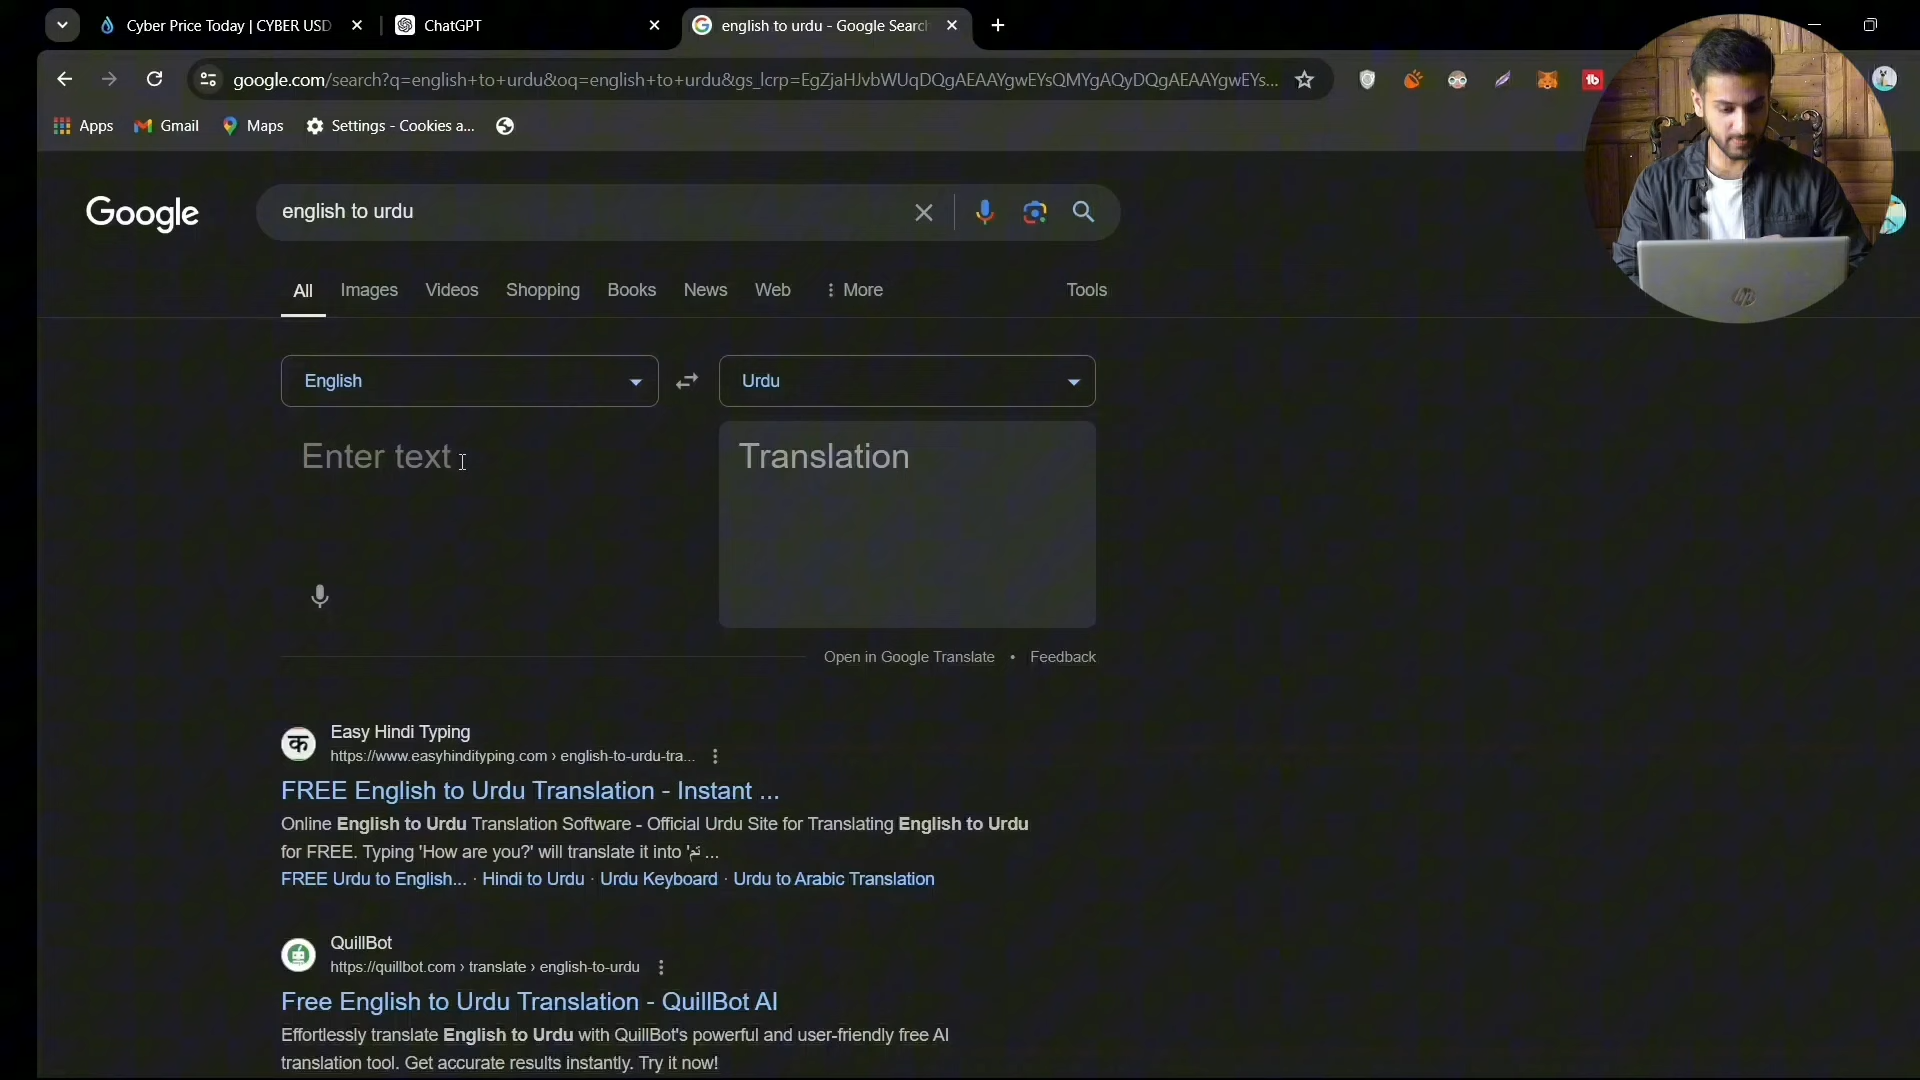 Cyber Price Today | CYBER USD
ChatGPT
english to urdu - Google Search
google.com/search?q=english+to+urdu&oq=english+to+urdu&gs_lcrp=EgZjaHJvbWUqDQgAEAAYgwEYsQMYgAQyDQgAEAAYgwEYs...
Apps
Gmail
Maps
Settings - Cookies a...
Google
english to urdu
All
Images
Videos
Shopping
Books
News
Web
More
Tools
English
Urdu
Enter text
Translation
Open in Google Translate • Feedback
Easy Hindi Typing
https://www.easyhindityping.com › english-to-urdu-tra...
FREE English to Urdu Translation - Instant ...
Online English to Urdu Translation Software - Official Urdu Site for Translating English to Urdu
for FREE. Typing 'How are you?' will translate it into 'تم ...
FREE Urdu to English... · Hindi to Urdu · Urdu Keyboard · Urdu to Arabic Translation
QuillBot
https://quillbot.com › translate › english-to-urdu
Free English to Urdu Translation - QuillBot AI
Effortlessly translate English to Urdu with QuillBot's powerful and user-friendly free AI
translation tool. Get accurate results instantly. Try it now!
क
tb
hp